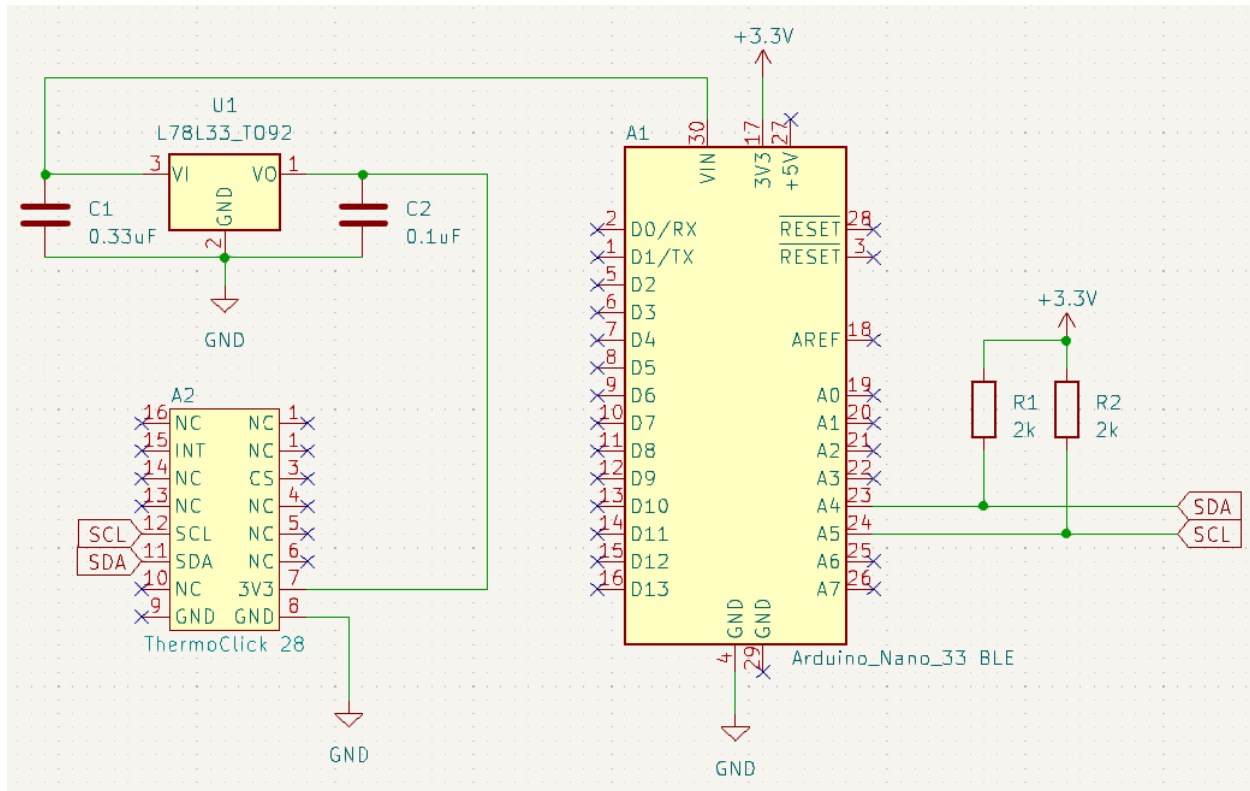 +3.3V
U1
L78L33_TO92
3 VI VO 1
GND
2
C1
0.33uF
C2
0.1uF
GND
A2
16 NC NC 1
15 INT NC 1
14 NC CS 3
13 NC NC 4
SCL 12 SCL NC 5
SDA 11 SDA NC 6
10 NC 3V3 7
9 GND GND 8
ThermoClick 28
GND
A1
30 17 27
VIN 3V3 +5V
2 D0/RX RESET 28
1 D1/TX RESET 3
5 D2
6 D3
7 D4 AREF 18
8 D5
9 D6 A0 19
10 D7 A1 20
11 D8 A2 21
12 D9 A3 22
13 D10 A4 23
14 D11 A5 24
15 D12 A6 25
16 D13 A7 26
GND GND
4 29
Arduino_Nano_33 BLE
GND
+3.3V
R1
2k
R2
2k
SDA
SCL